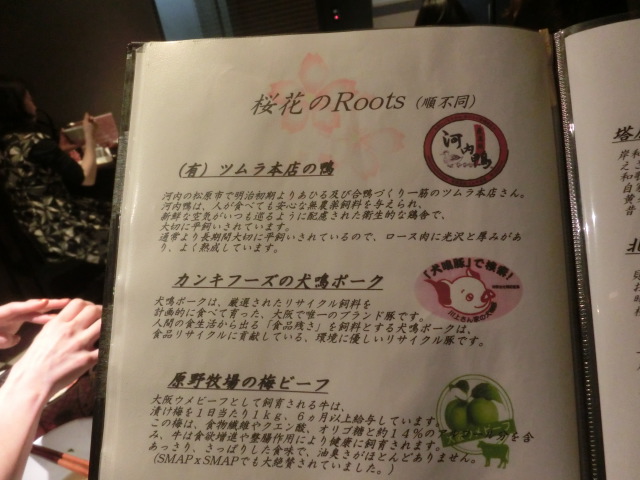 桜花のRoots（順不同）
河内鴨
(有) ツムラ本店の鴨
河内の松原市で明治初期よりあひる及び合鴨づくり一筋のツムラ本店さん。
河内鴨は、人が食べても安心な無農薬飼料を与えられ、
新鮮な空気がいつも巡るように配慮された衛生的な鶏舎で、
大切に平飼いされています。
通常より長期間大切に平飼いされているので、ロース肉に光沢と厚みがあ
り、よく熟成しています。
カンキフーズの犬鳴ポーク
「犬鳴豚」で検索!
犬鳴ポークは、厳選されたリサイクル飼料を
計画的に食べて育った、大阪で唯一のブランド豚です。
人間の食生活から出る「食品残さ」を飼料とする犬鳴ポークは、
食品リサイクルに貢献している、環境に優しいリサイクル豚です。
原野牧場の梅ビーフ
大阪ウメビーフとして飼育される牛は、
漬け梅を1日当たり1kg、6ヵ月以上給与しています。
この梅は、食物繊維やクエン酸、オリゴ糖と約14%の
分を含
み、牛は食欲増進や整腸作用により健康に飼育されます。
あっさり、さっぱりした食味で、油臭さがほとんどありません。
(SMAPxSMAPでも大絶賛されていました。)
塔
岸
え
和
自
黄
昔
北